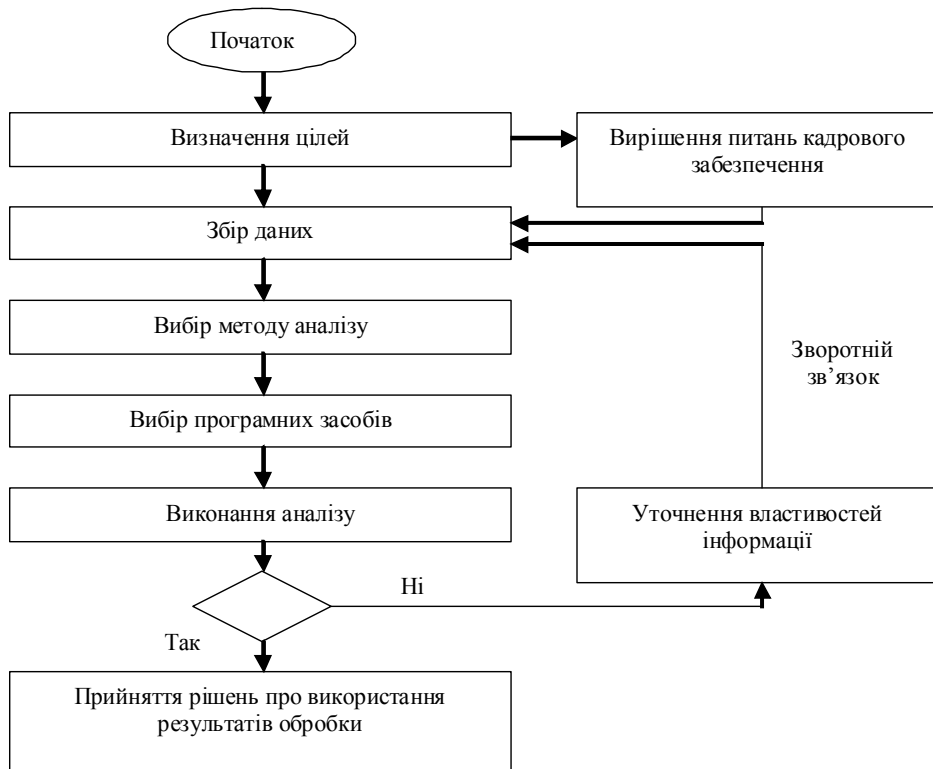 Початок
Визначення цілей
Вирішення питань кадрового
забезпечення
Збір даних
Вибір методу аналізу
Зворотній
зв’язок
Вибір програмних засобів
Виконання аналізу
Уточнення властивостей
інформації
Ні
Так
Прийняття рішень про використання
результатів обробки